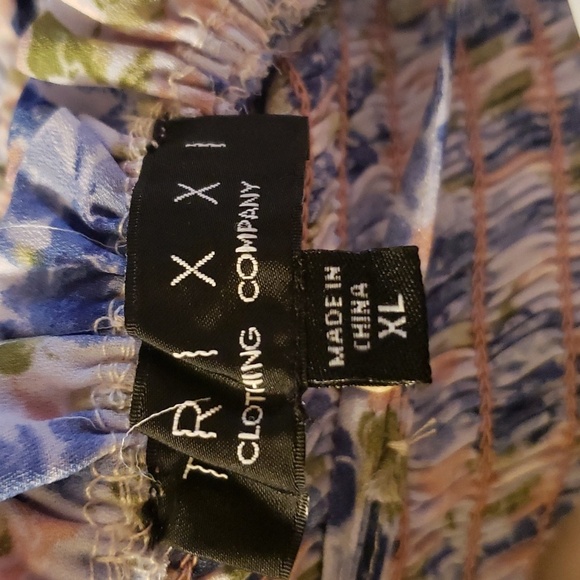 TRIXXI
CLOTHING COMPANY
MADE IN
CHINA
XL